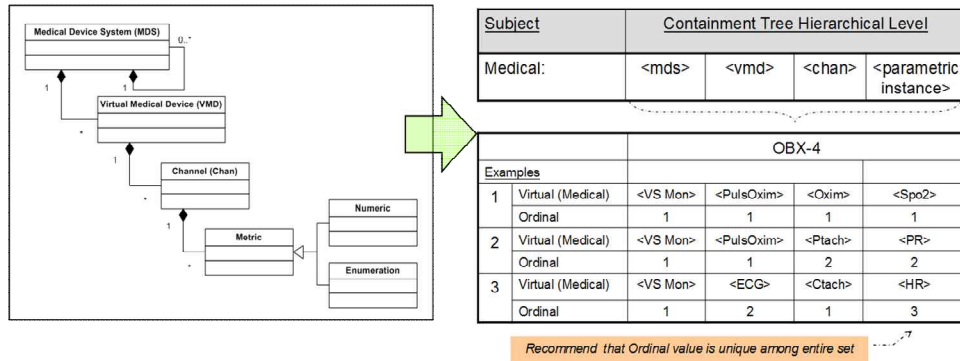 Medical Device System (MDS)
0..*
1
1
Virtual Medical Device (VMD)
*
1
Channel (Chan)
*
1
Metric
*
Numeric
Enumeration
Subject Containment Tree Hierarchical Level
Medical: <mds> <vmd> <chan> <parametric instance>
OBX-4
Examples
1 Virtual (Medical) <VS Mon> <PulsOxim> <Oxim> <Spo2>
Ordinal 1 1 1 1
2 Virtual (Medical) <VS Mon> <PulsOxim> <Ptach> <PR>
Ordinal 1 1 2 2
3 Virtual (Medical) <VS Mon> <ECG> <Ctach> <HR>
Ordinal 1 2 1 3
Recommend that Ordinal value is unique among entire set